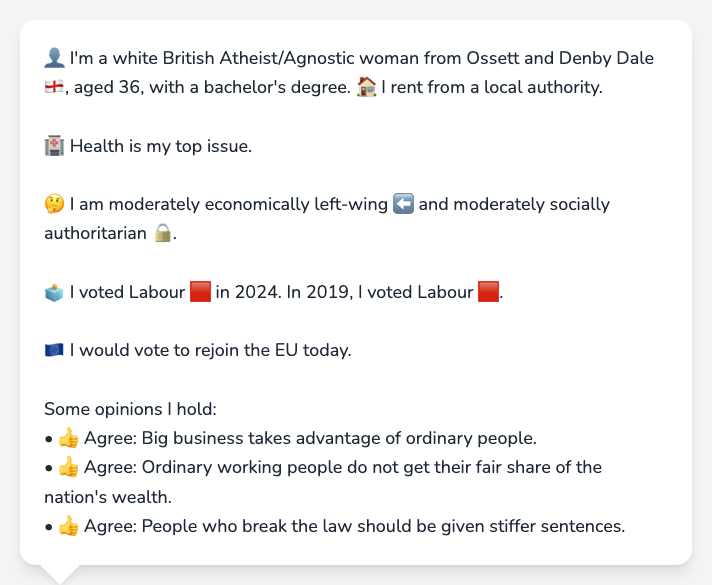 👤 I'm a white British Atheist/Agnostic woman from Ossett and Denby Dale
🏴󠁧󠁢󠁥󠁮󠁧󠁿, aged 36, with a bachelor's degree. 🏠 I rent from a local authority.
🏥 Health is my top issue.
🤔 I am moderately economically left-wing ⬅️ and moderately socially
authoritarian 🔒.
🗳️ I voted Labour 🟥 in 2024. In 2019, I voted Labour 🟥.
🇪🇺 I would vote to rejoin the EU today.
Some opinions I hold:
• 👍 Agree: Big business takes advantage of ordinary people.
• 👍 Agree: Ordinary working people do not get their fair share of the
nation's wealth.
• 👍 Agree: People who break the law should be given stiffer sentences.